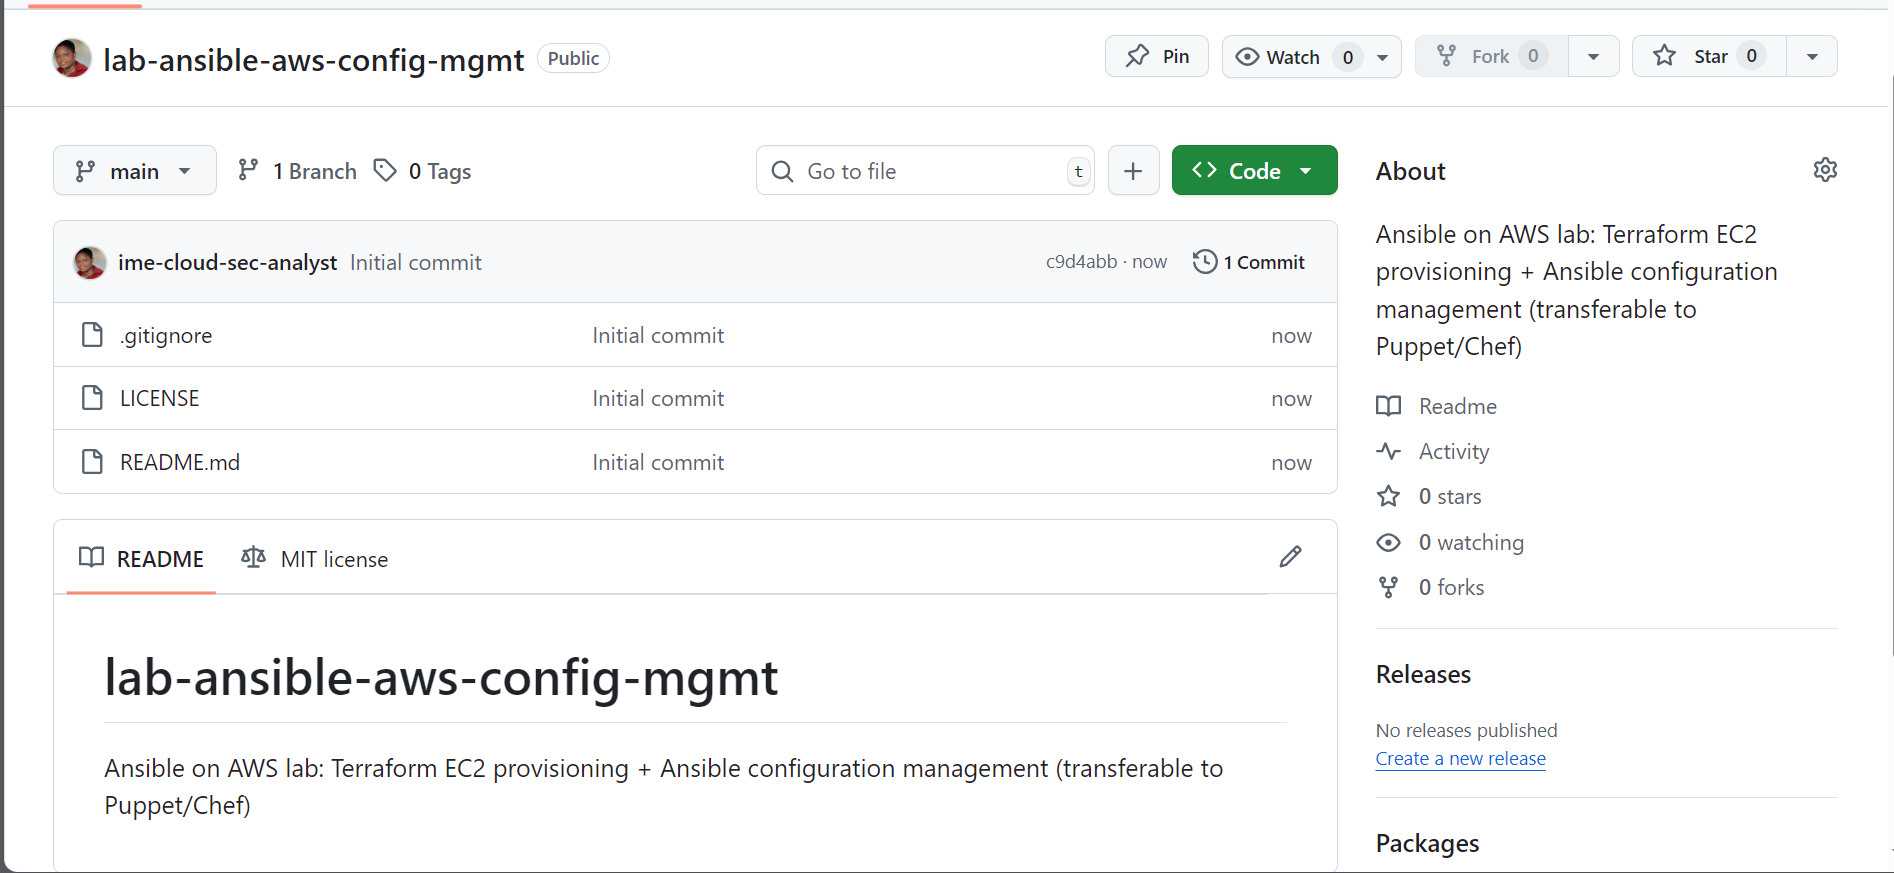 lab-ansible-aws-config-mgmt Public Pin Watch 0 Fork 0 Star 0
main 1 Branch 0 Tags Go to file t Code
ime-cloud-sec-analyst Initial commit c9d4abb · now 1 Commit
.gitignore Initial commit now
LICENSE Initial commit now
README.md Initial commit now
README MIT license
lab-ansible-aws-config-mgmt
Ansible on AWS lab: Terraform EC2 provisioning + Ansible configuration management (transferable to
Puppet/Chef)
About
Ansible on AWS lab: Terraform EC2
provisioning + Ansible configuration
management (transferable to
Puppet/Chef)
Readme
Activity
0 stars
0 watching
0 forks
Releases
No releases published
Create a new release
Packages